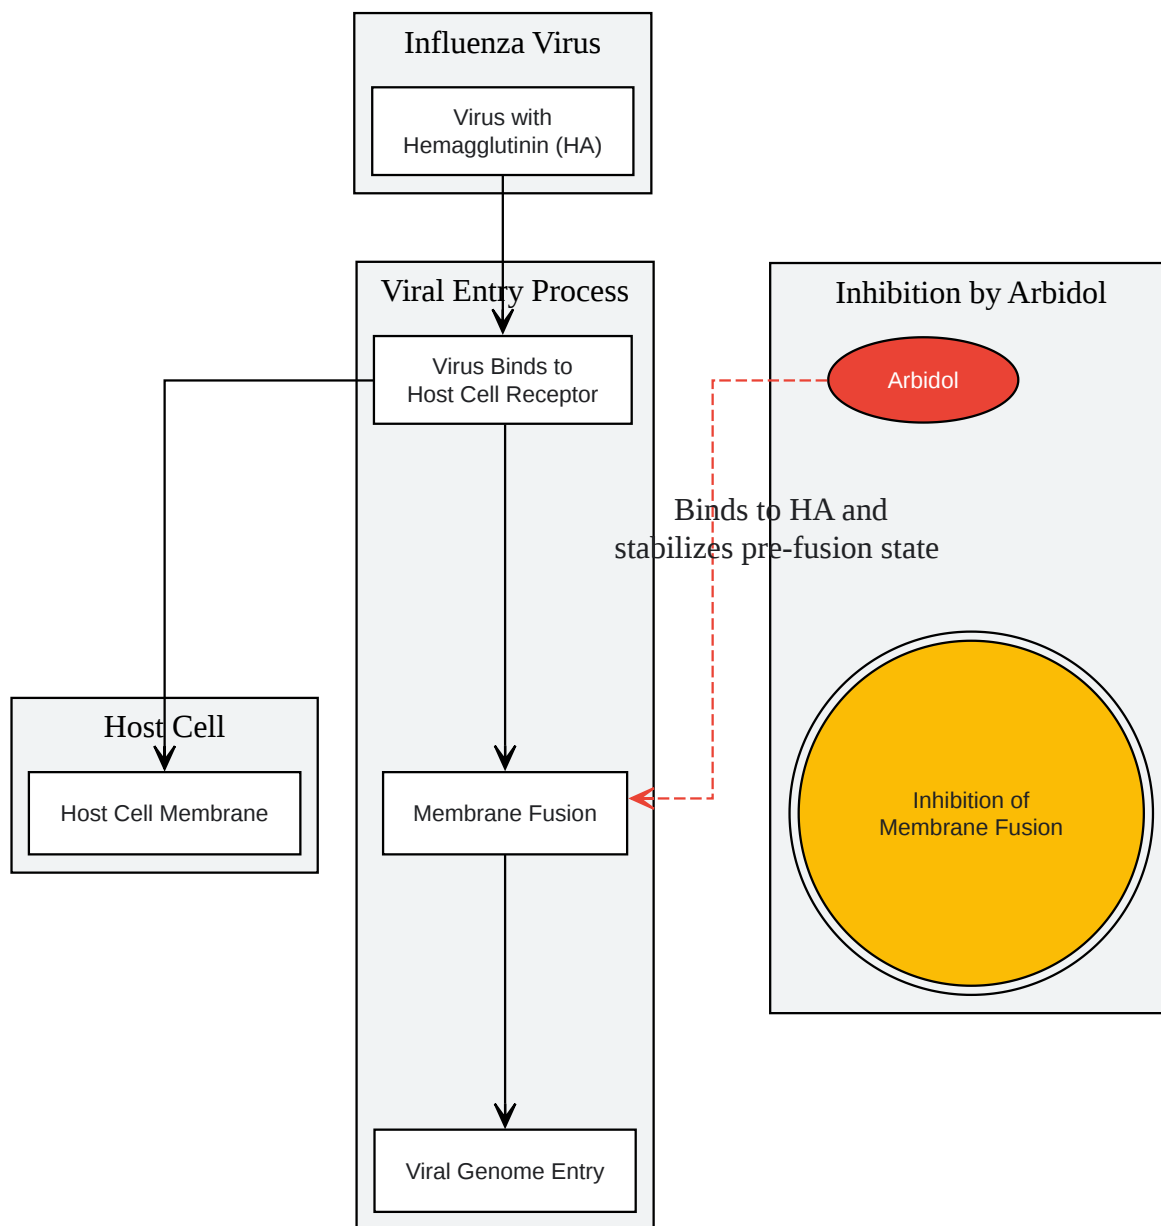 Influenza Virus
Virus with
Hemagglutinin (HA)
Viral Entry Process
Virus Binds to
Host Cell Receptor
Inhibition by Arbidol
Arbidol
Binds to HA and
stabilizes pre-fusion state
Host Cell
Host Cell Membrane
Membrane Fusion
Inhibition of
Membrane Fusion
Viral Genome Entry